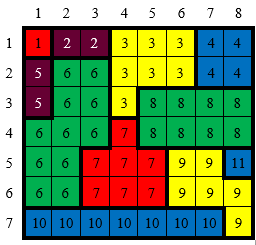 1 2 3 4 5 6 7 8
1 1 2 2 3 3 3 4 4
2 5 6 6 3 3 3 4 4
3 5 6 6 3 8 8 8 8
4 6 6 6 7 8 8 8 8
5 6 6 7 7 7 9 9 11
6 6 6 7 7 7 9 9 9
7 10 10 10 10 10 10 10 9